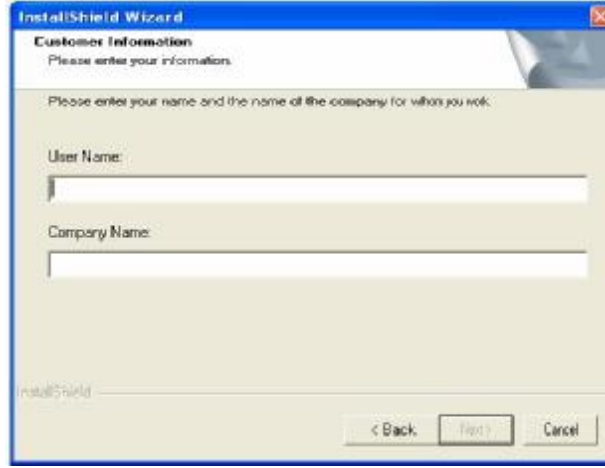 InstallShield Wizard
Customer Information
Please enter your information.
Please enter your name and the name of the company for whom you work.
User Name:
Company Name:
InstallShield
< Back
Next >
Cancel